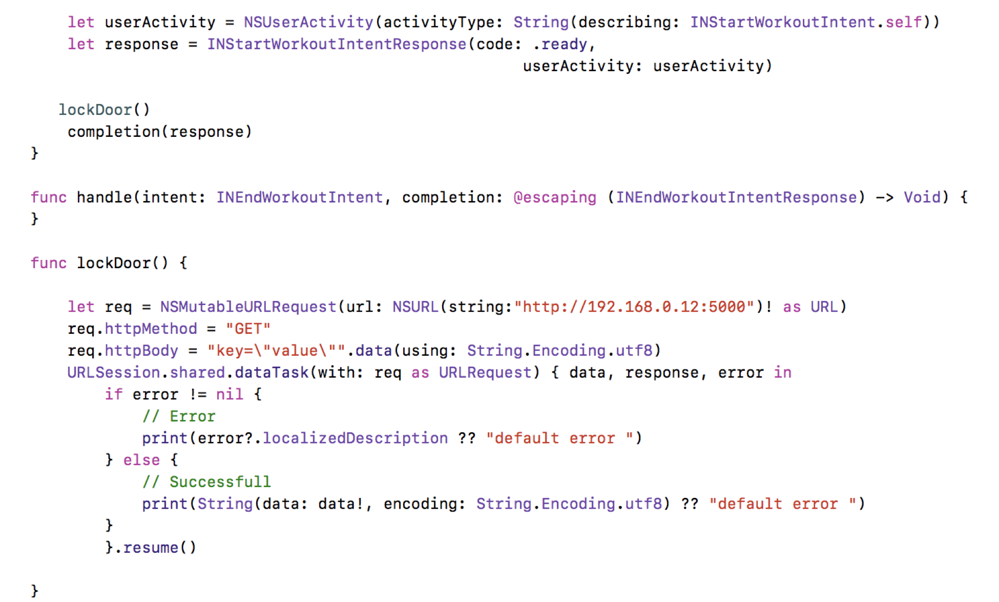 let userActivity = NSUserActivity(activityType: String(describing: INStartWorkoutIntent.self))
let response = INStartWorkoutIntentResponse(code: .ready,
userActivity: userActivity)
lockDoor()
completion(response)
}
func handle(intent: INEndWorkoutIntent, completion: @escaping (INEndWorkoutIntentResponse) -> Void) {
}
func lockDoor() {
let req = NSMutableURLRequest(url: NSURL(string:"http://192.168.0.12:5000")! as URL)
req.httpMethod = "GET"
req.httpBody = "key=\"value\"".data(using: String.Encoding.utf8)
URLSession.shared.dataTask(with: req as URLRequest) { data, response, error in
if error != nil {
// Error
print(error?.localizedDescription ?? "default error ")
} else {
// Successfull
print(String(data: data!, encoding: String.Encoding.utf8) ?? "default error ")
}
}.resume()
}